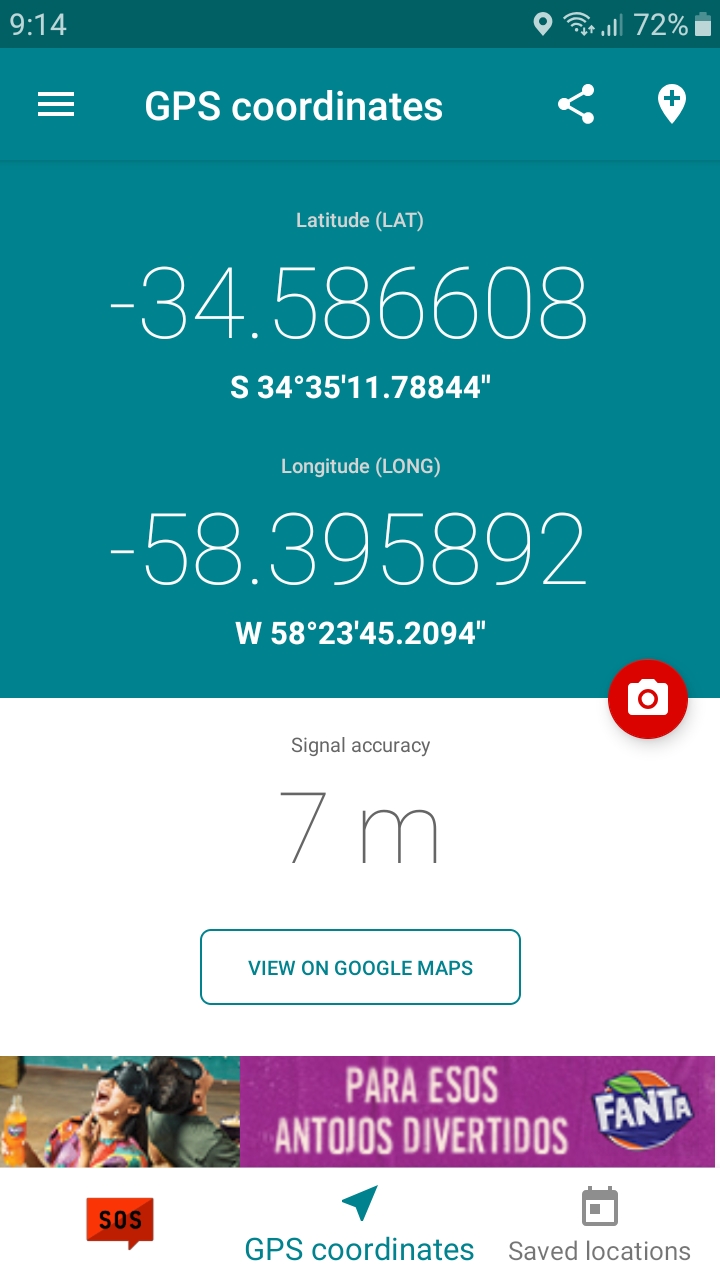 9:14
72%
GPS coordinates
Latitude (LAT)
-34.586608
S 34°35'11.78844"
Longitude (LONG)
-58.395892
W 58°23'45.2094"
Signal accuracy
7 m
VIEW ON GOOGLE MAPS
PARA ESOS
ANTOJOS DIVERTIDOS
FANTA
SOS
GPS coordinates
Saved locations